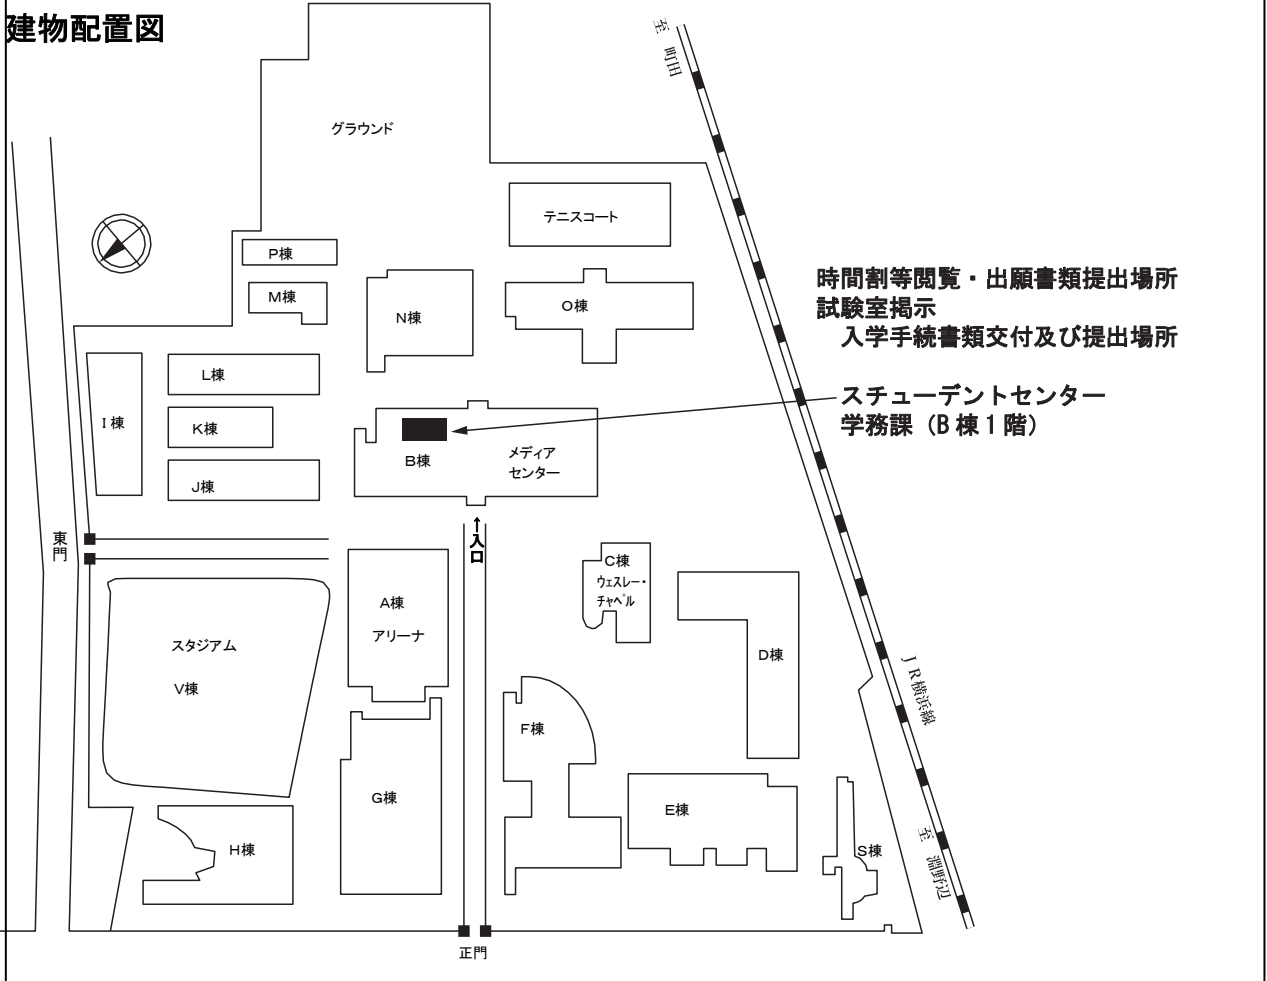 建物配置図
至 町田
グラウンド
テニスコート
P棟
M棟
N棟
O棟
時間割等閲覧・出願書類提出場所
試験室掲示
入学手続書類交付及び提出場所
スチューデントセンター
学務課（B棟1階）
L棟
I棟
K棟
J棟
B棟
メディア
センター
東門
↑入口
C棟
ウェスレー・
チャペル
A棟
アリーナ
スタジアム
V棟
D棟
JR横浜線
F棟
G棟
E棟
H棟
S棟
至 淵野辺
正門